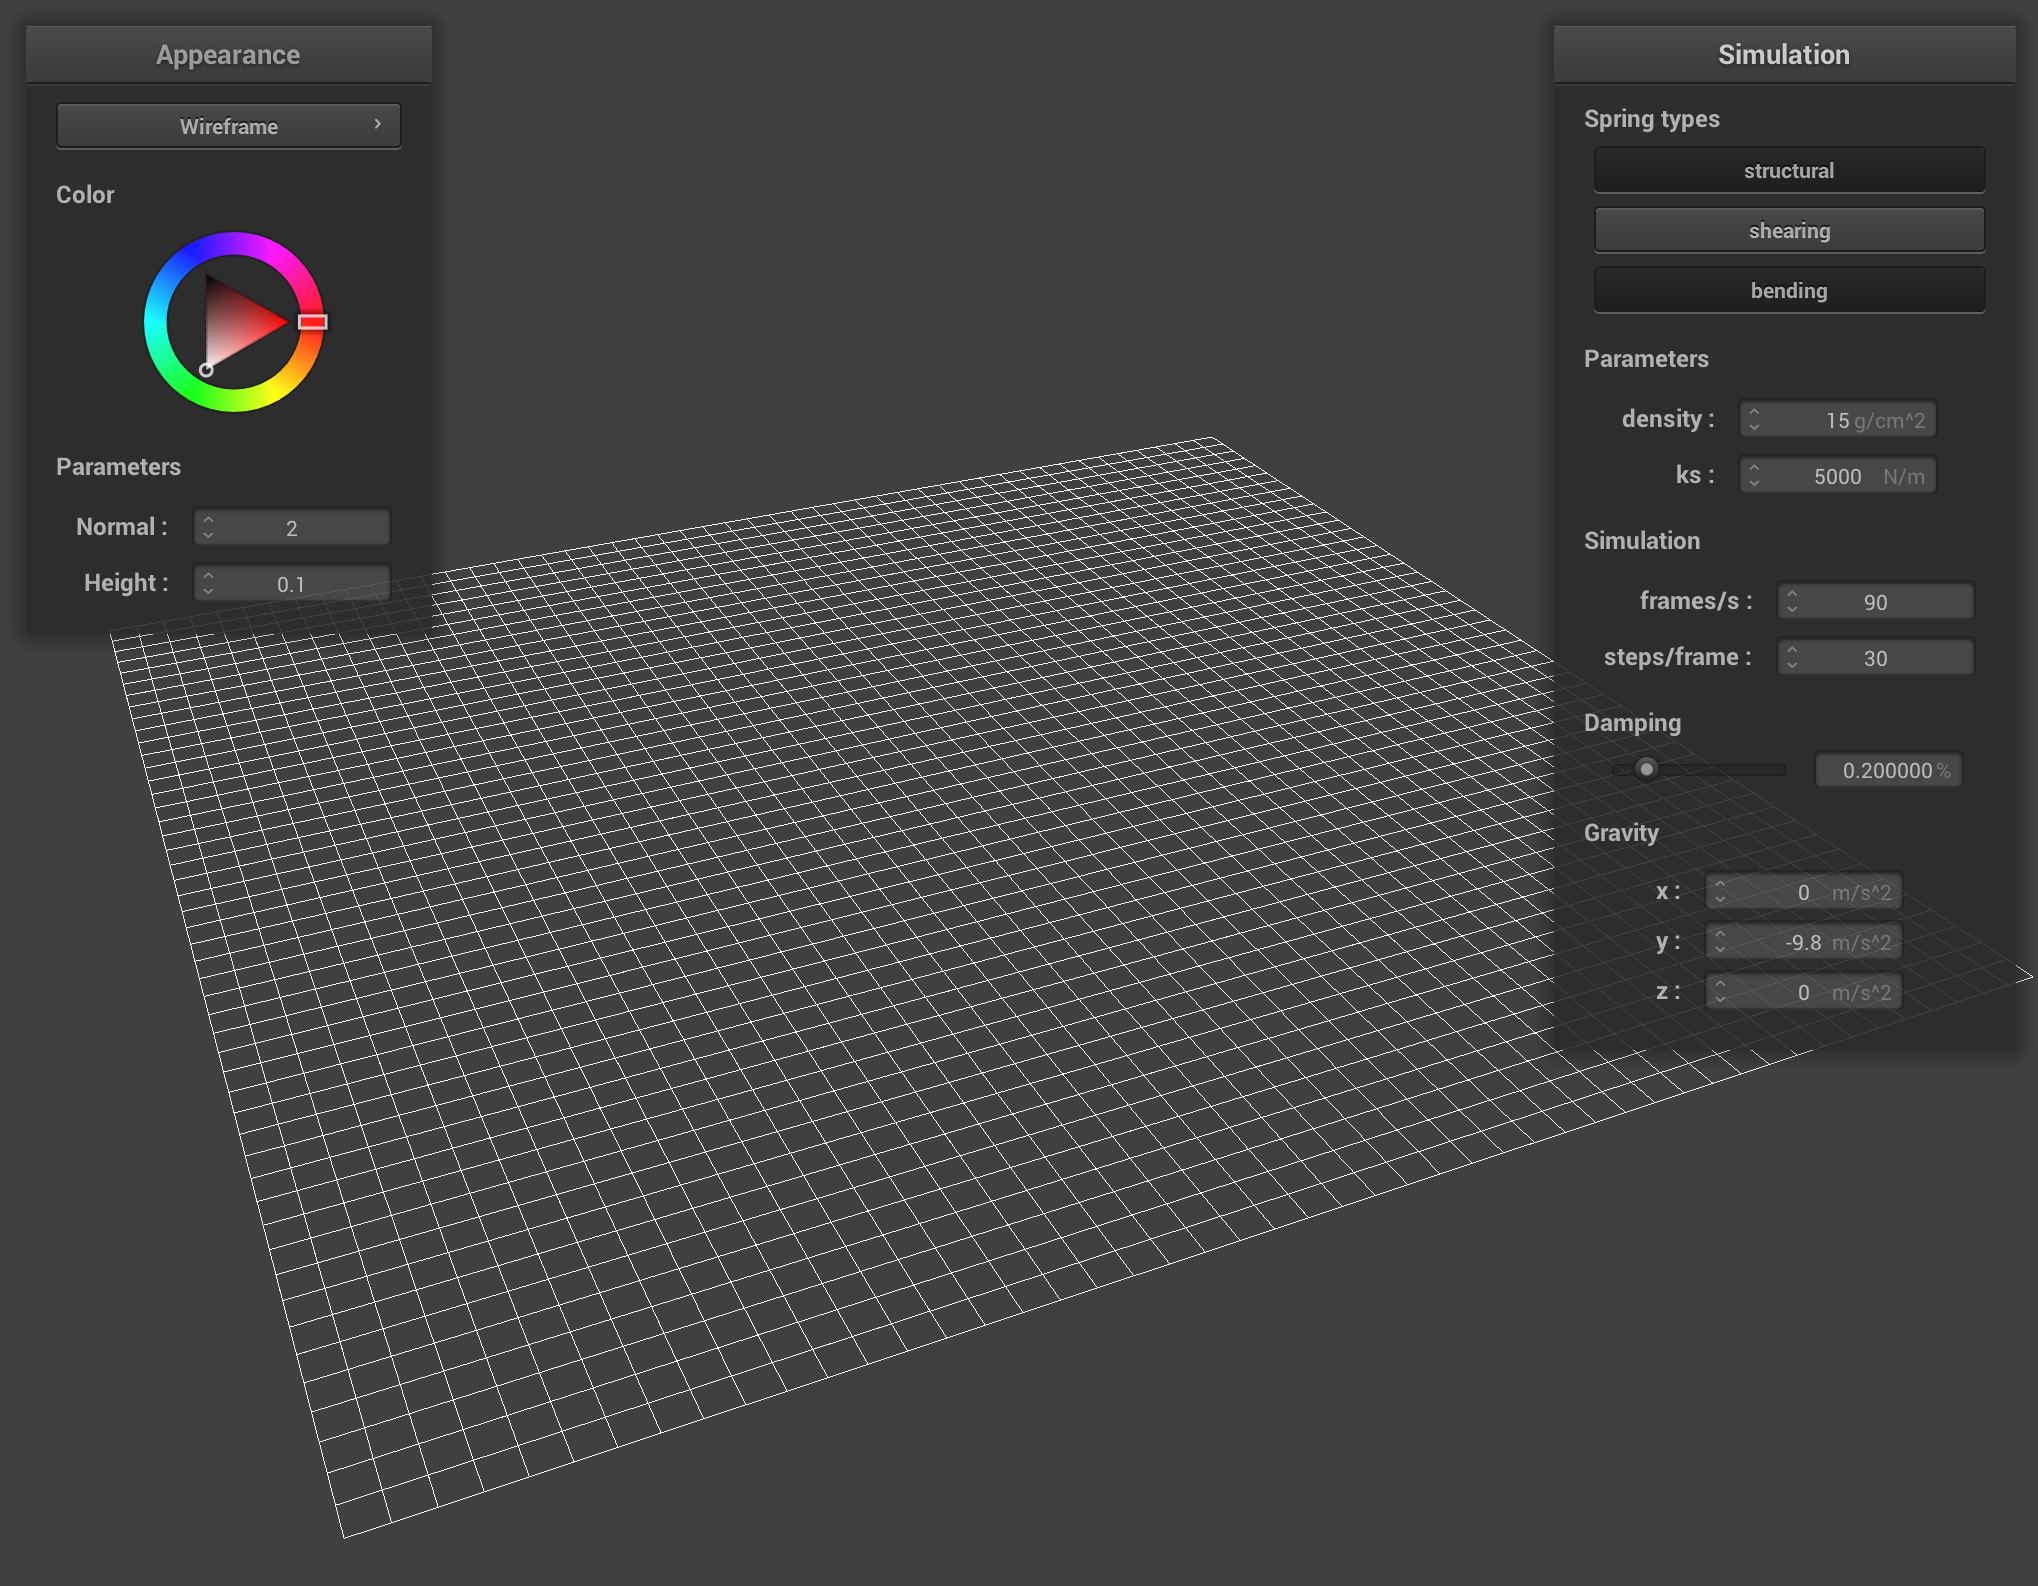 Appearance
Wireframe
Color
Parameters
Normal : 2
Height : 0.1
Simulation
Spring types
structural
shearing
bending
Parameters
density : 15 g/cm^2
ks : 5000 N/m
Simulation
frames/s : 90
steps/frame : 30
Damping
0.200000 %
Gravity
x : 0 m/s^2
y : -9.8 m/s^2
z : 0 m/s^2